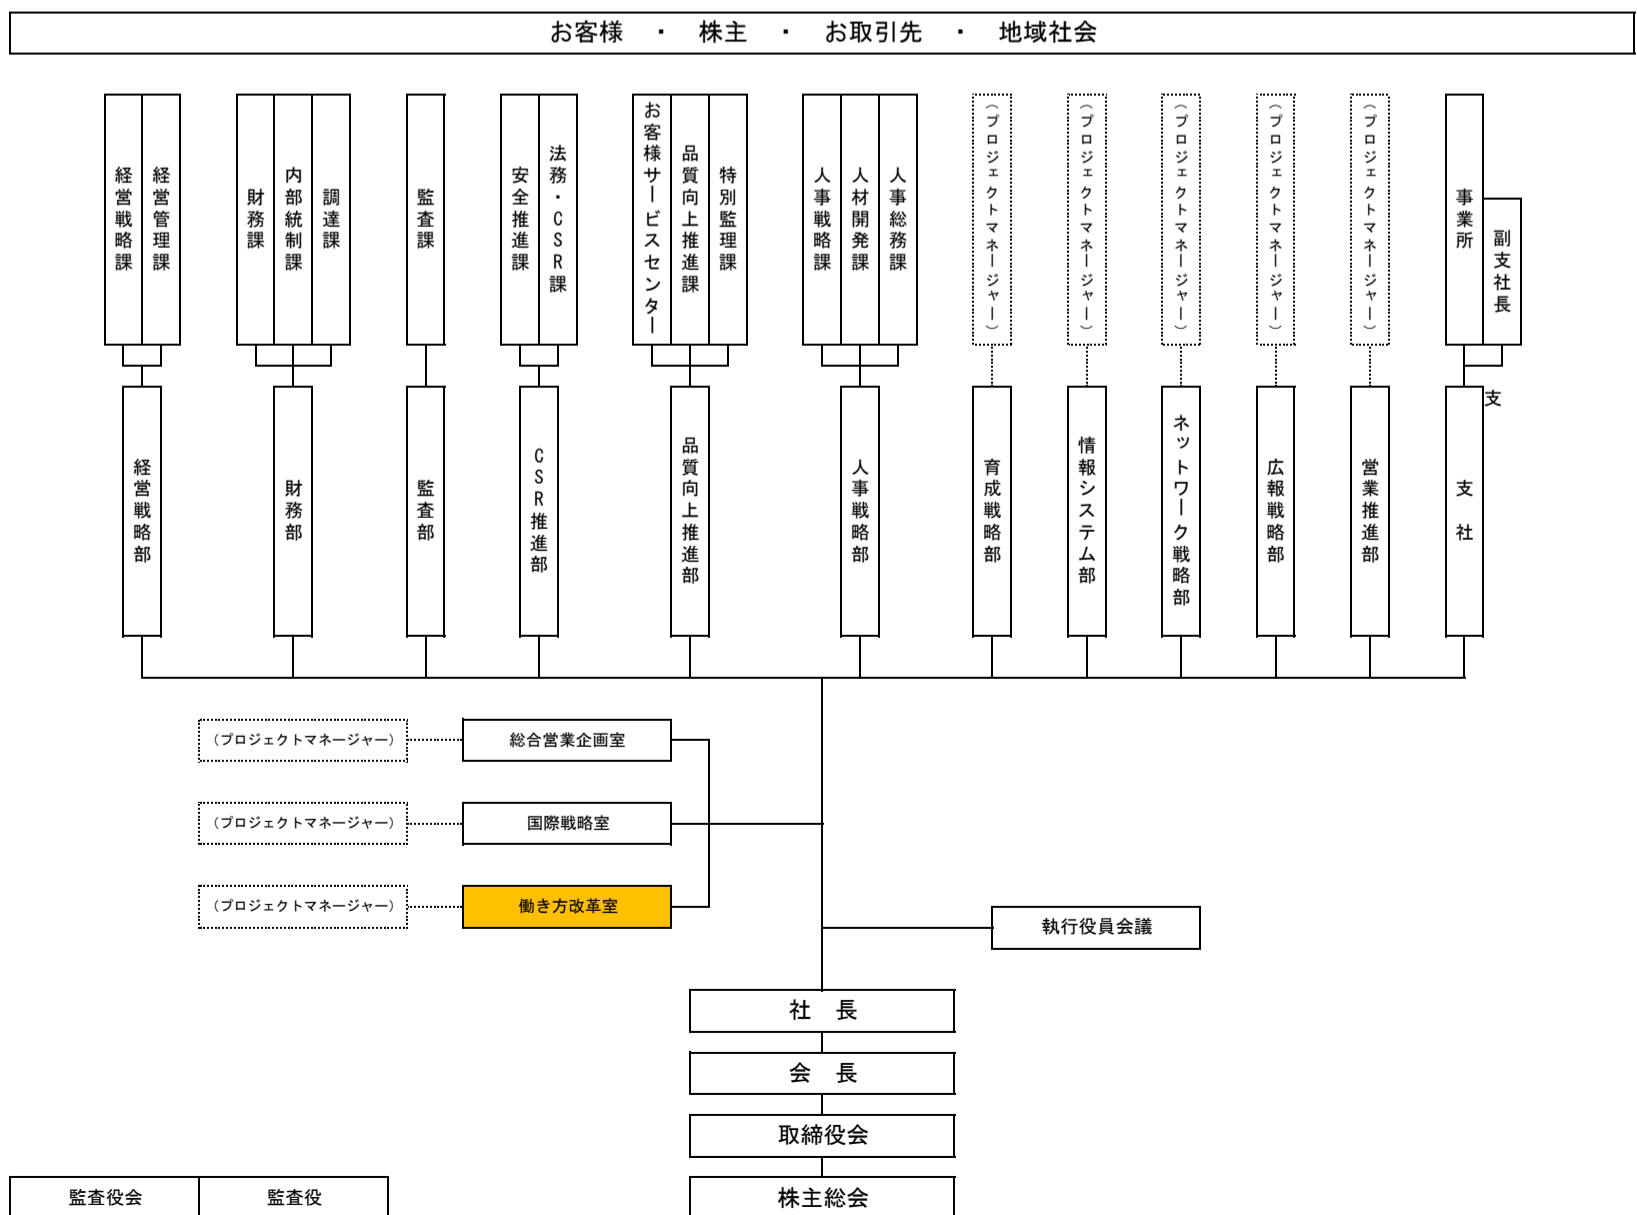 お客様 ・ 株主 ・ お取引先 ・ 地域社会
経営戦略課
経営管理課
財務課
内部統制課
調達課
監査課
安全推進課
法務・CSR課
お客様サービスセンター
品質向上推進課
特別監理課
人事戦略課
人材開発課
人事総務課
（プロジェクトマネージャー）
（プロジェクトマネージャー）
（プロジェクトマネージャー）
（プロジェクトマネージャー）
（プロジェクトマネージャー）
事業所
副支社長
経営戦略部
財務部
監査部
CSR推進部
品質向上推進部
人事戦略部
育成戦略部
情報システム部
ネットワーク戦略部
広報戦略部
営業推進部
支 社
支
（プロジェクトマネージャー）
総合営業企画室
（プロジェクトマネージャー）
国際戦略室
（プロジェクトマネージャー）
働き方改革室
執行役員会議
社 長
会 長
取締役会
監査役会
監査役
株主総会